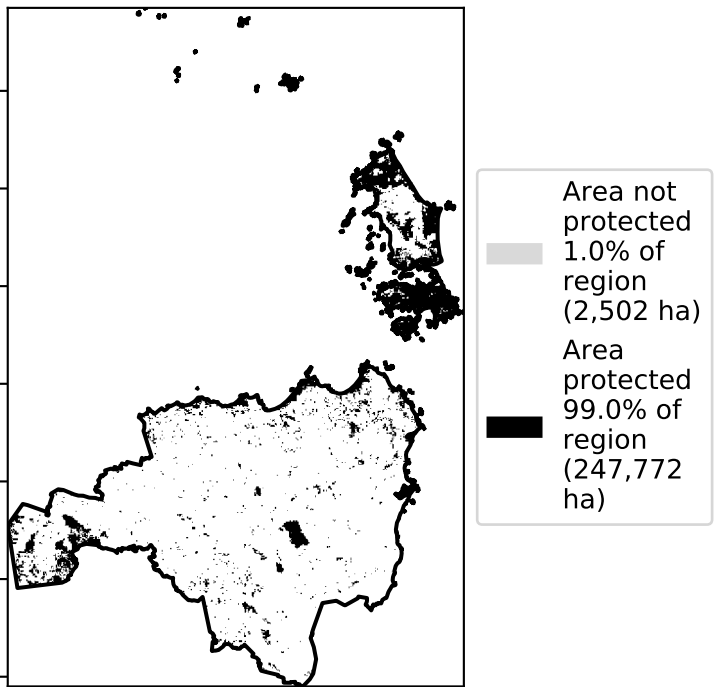 Area not
protected
1.0% of
region
(2,502 ha)
Area
protected
99.0% of
region
(247,772
ha)